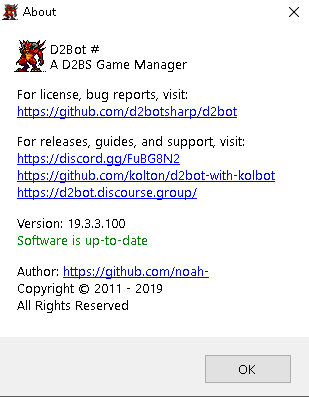 About
D2Bot #
A D2BS Game Manager
For license, bug reports, visit:
https://github.com/d2botsharp/d2bot
For releases, guides, and support, visit:
https://discord.gg/FuBG8N2
https://github.com/kolton/d2bot-with-kolbot
https://d2bot.discourse.group/
Version: 19.3.3.100
Software is up-to-date
Author: https://github.com/noah-
Copyright © 2011 - 2019
All Rights Reserved
OK